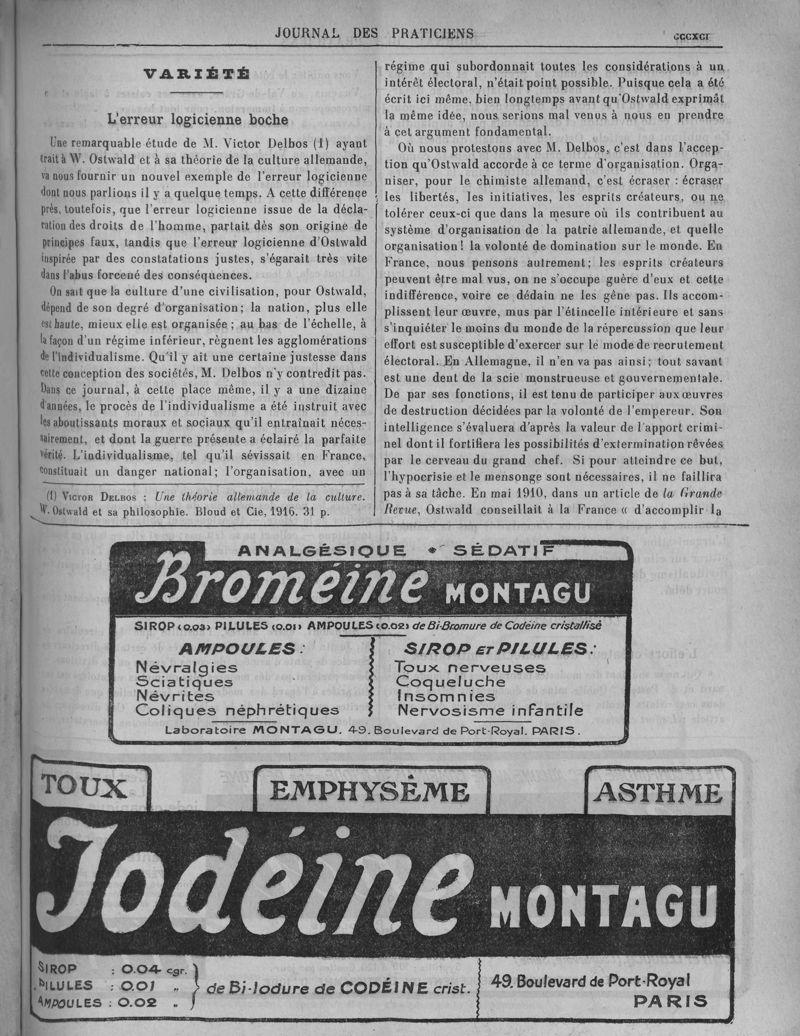 JOURNAL DES PRATICIENS
CCCXCI
VARIÉTÉ
L'erreur logicienne boche
Une remarquable étude de M. Victor Delbos (1) ayant
trait à W. Ostwald et à sa théorie de la culture allemande,
va nous fournir un nouvel exemple de l'erreur logicienne
dont nous parlions il y a quelque temps. A cette différence
près, toutefois, que l'erreur logicienne issue de la décla-
ration des droits de l'homme, partait dès son origine de
principes faux, tandis que l'erreur logicienne d'Ostwald
inspirée par des constatations justes, s'égarait très vite
dans l'abus forcené des conséquences.
On sait que la culture d'une civilisation, pour Ostwald,
dépend de son degré d'organisation; la nation, plus elle
est haute, mieux elle est organisée; au bas de l'échelle, à
la façon d'un régime inférieur, règnent les agglomérations
de l'individualisme. Qu'il y ait une certaine justesse dans
cette conception des sociétés, M. Delbos n'y contredit pas.
Dans ce journal, à cette place même, il y a une dizaine
d'années, le procès de l'individualisme a été instruit avec
les aboutissants moraux et sociaux qu'il entraînait néces-
sairement, et dont la guerre présente a éclairé la parfaite
vérité. L'individualisme, tel qu'il sévissait en France,
constituait un danger national; l'organisation, avec un
(1) VICTOR DELBOS : Une théorie allemande de la culture.
W. Ostwald et sa philosophie. Bloud et Cie, 1916. 31 p.
régime qui subordonnait toutes les considérations à un
intérêt électoral, n'était point possible. Puisque cela a été
écrit ici même, bien longtemps avant qu'Ostwald exprimât
la même idée, nous serions mal venus à nous en prendre
à cet argument fondamental.
Où nous protestons avec M. Delbos, c'est dans l'accep-
tion qu'Ostwald accorde à ce terme d'organisation. Orga-
niser, pour le chimiste allemand, c'est écraser : écraser
les libertés, les initiatives, les esprits créateurs, ou ne
tolérer ceux-ci que dans la mesure où ils contribuent au
système d'organisation de la patrie allemande, et quelle
organisation! la volonté de domination sur le monde. En
France, nous pensons autrement; les esprits créateurs
peuvent être mal vus, on ne s'occupe guère d'eux et cette
indifférence, voire ce dédain ne les gêne pas. Ils accom-
plissent leur œuvre, mus par l'étincelle intérieure et sans
s'inquiéter le moins du monde de la répercussion que leur
effort est susceptible d'exercer sur le mode de recrutement
électoral. En Allemagne, il n'en va pas ainsi; tout savant
est une dent de la scie monstrueuse et gouvernementale.
De par ses fonctions, il est tenu de participer aux œuvres
de destruction décidées par la volonté de l'empereur. Son
intelligence s'évaluera d'après la valeur de l'apport crimi-
nel dont il fortifiera les possibilités d'extermination rêvées
par le cerveau du grand chef. Si pour atteindre ce but,
l'hypocrisie et le mensonge sont nécessaires, il ne faillira
pas à sa tâche. En mai 1910, dans un article de la Grande
Revue, Ostwald conseillait à la France « d'accomplir la
ANALGÉSIQUE * SÉDATIF
Broméine MONTAGU
SIROP (0.03) PILULES (0.01) AMPOULES (0.02) de Bi-Bromure de Codéine cristallisé
AMPOULES:
Névralgies
Sciatiques
Névrites
Coliques néphrétiques
SIROP ET PILULES:
Toux nerveuses
Coqueluche
Insomnies
Nervosisme infantile
Laboratoire MONTAGU. 49. Boulevard de Port-Royal. PARIS.
TOUX
EMPHYSÈME
ASTHME
Iodéine MONTAGU
SIROP : 0.04 cgr.
PILULES : 0.01 „
AMPOULES : 0.02 „
de Bi-Iodure de CODÉINE crist.
49. Boulevard de Port-Royal
PARIS